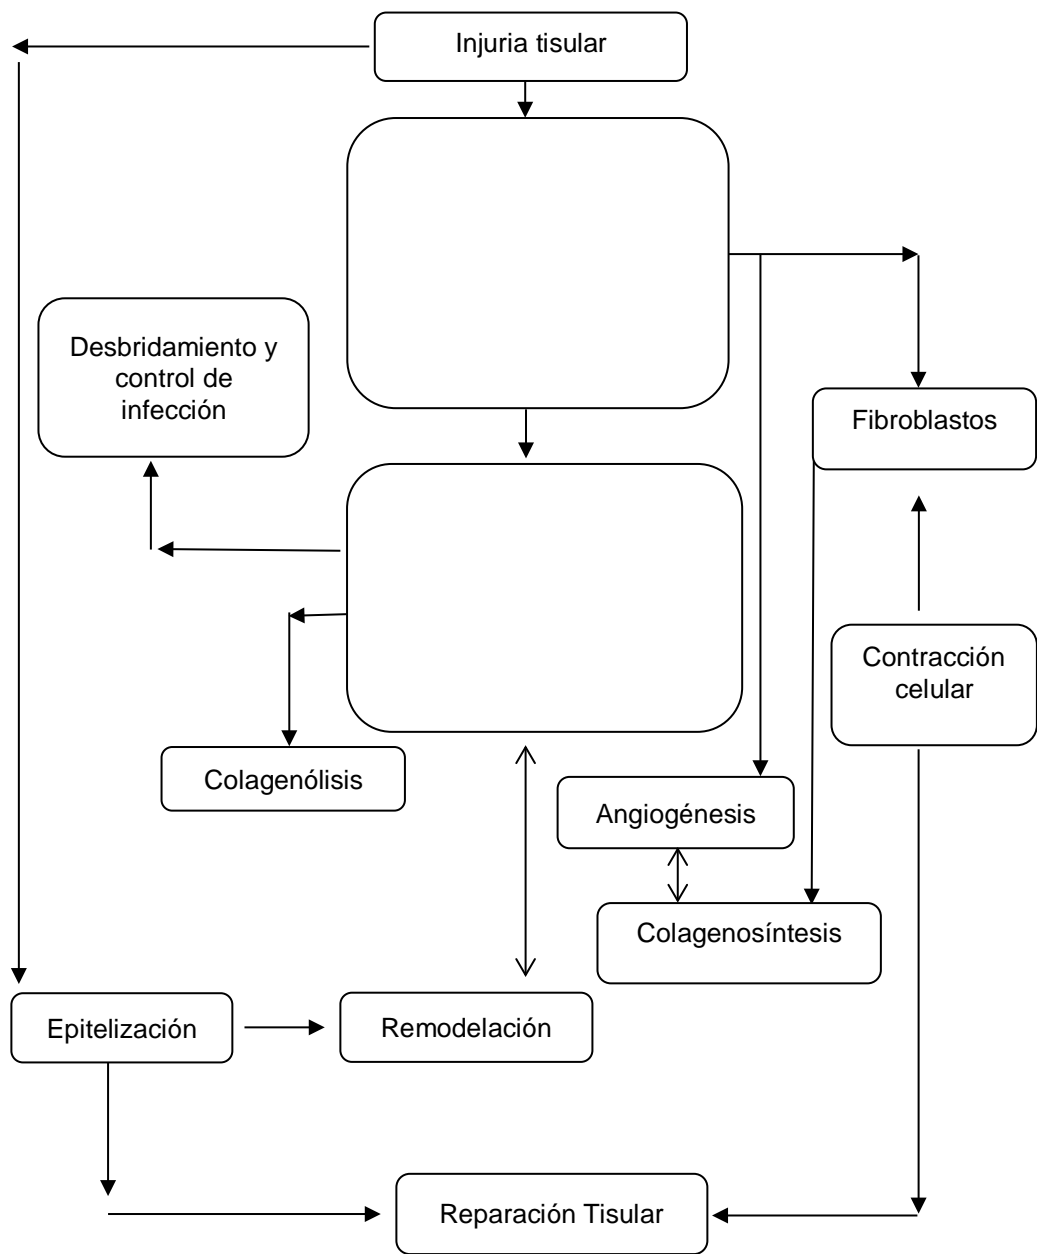 Injuria tisular
Desbridamiento y
control de
infección
Fibroblastos
Contracción
celular
Colagenólisis
Angiogénesis
Colagenosíntesis
Epitelización
Remodelación
Reparación Tisular